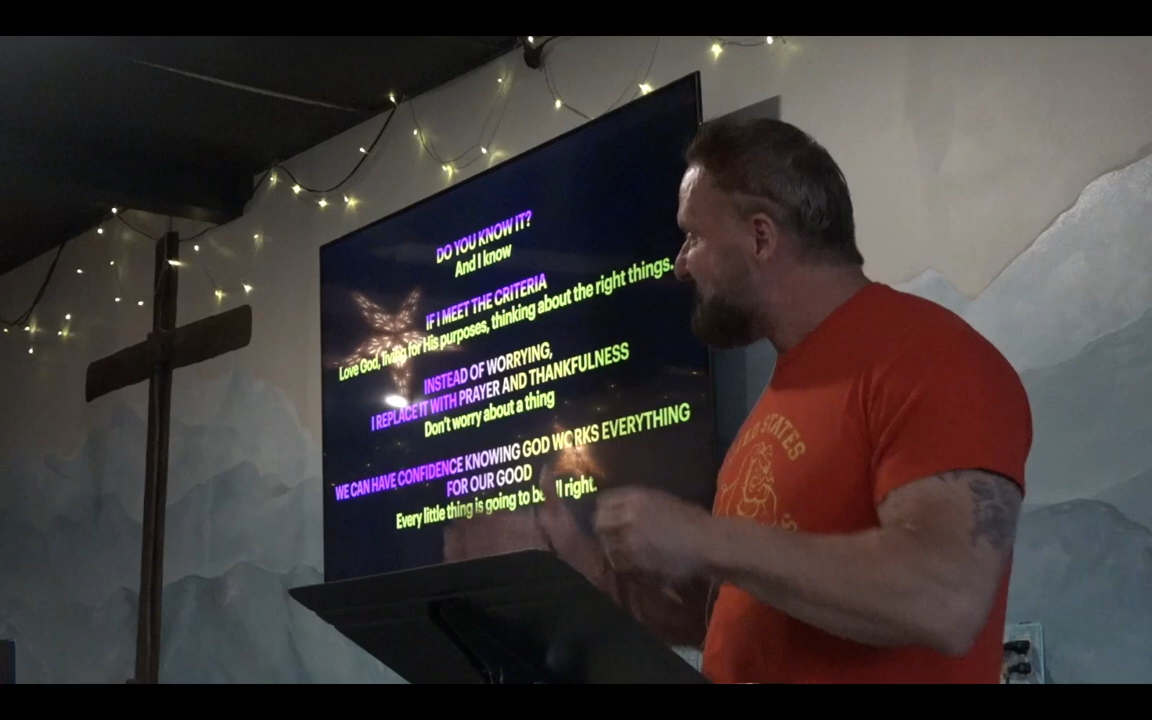 DO YOU KNOW IT?
And I know
IF I MEET THE CRITERIA
Love God, living for His purposes, thinking about the right things.
INSTEAD OF WORRYING,
I REPLACE IT WITH PRAYER AND THANKFULNESS
Don't worry about a thing
WE CAN HAVE CONFIDENCE KNOWING GOD WORKS EVERYTHING
FOR OUR GOOD
Every little thing is going to be all right.
STATES